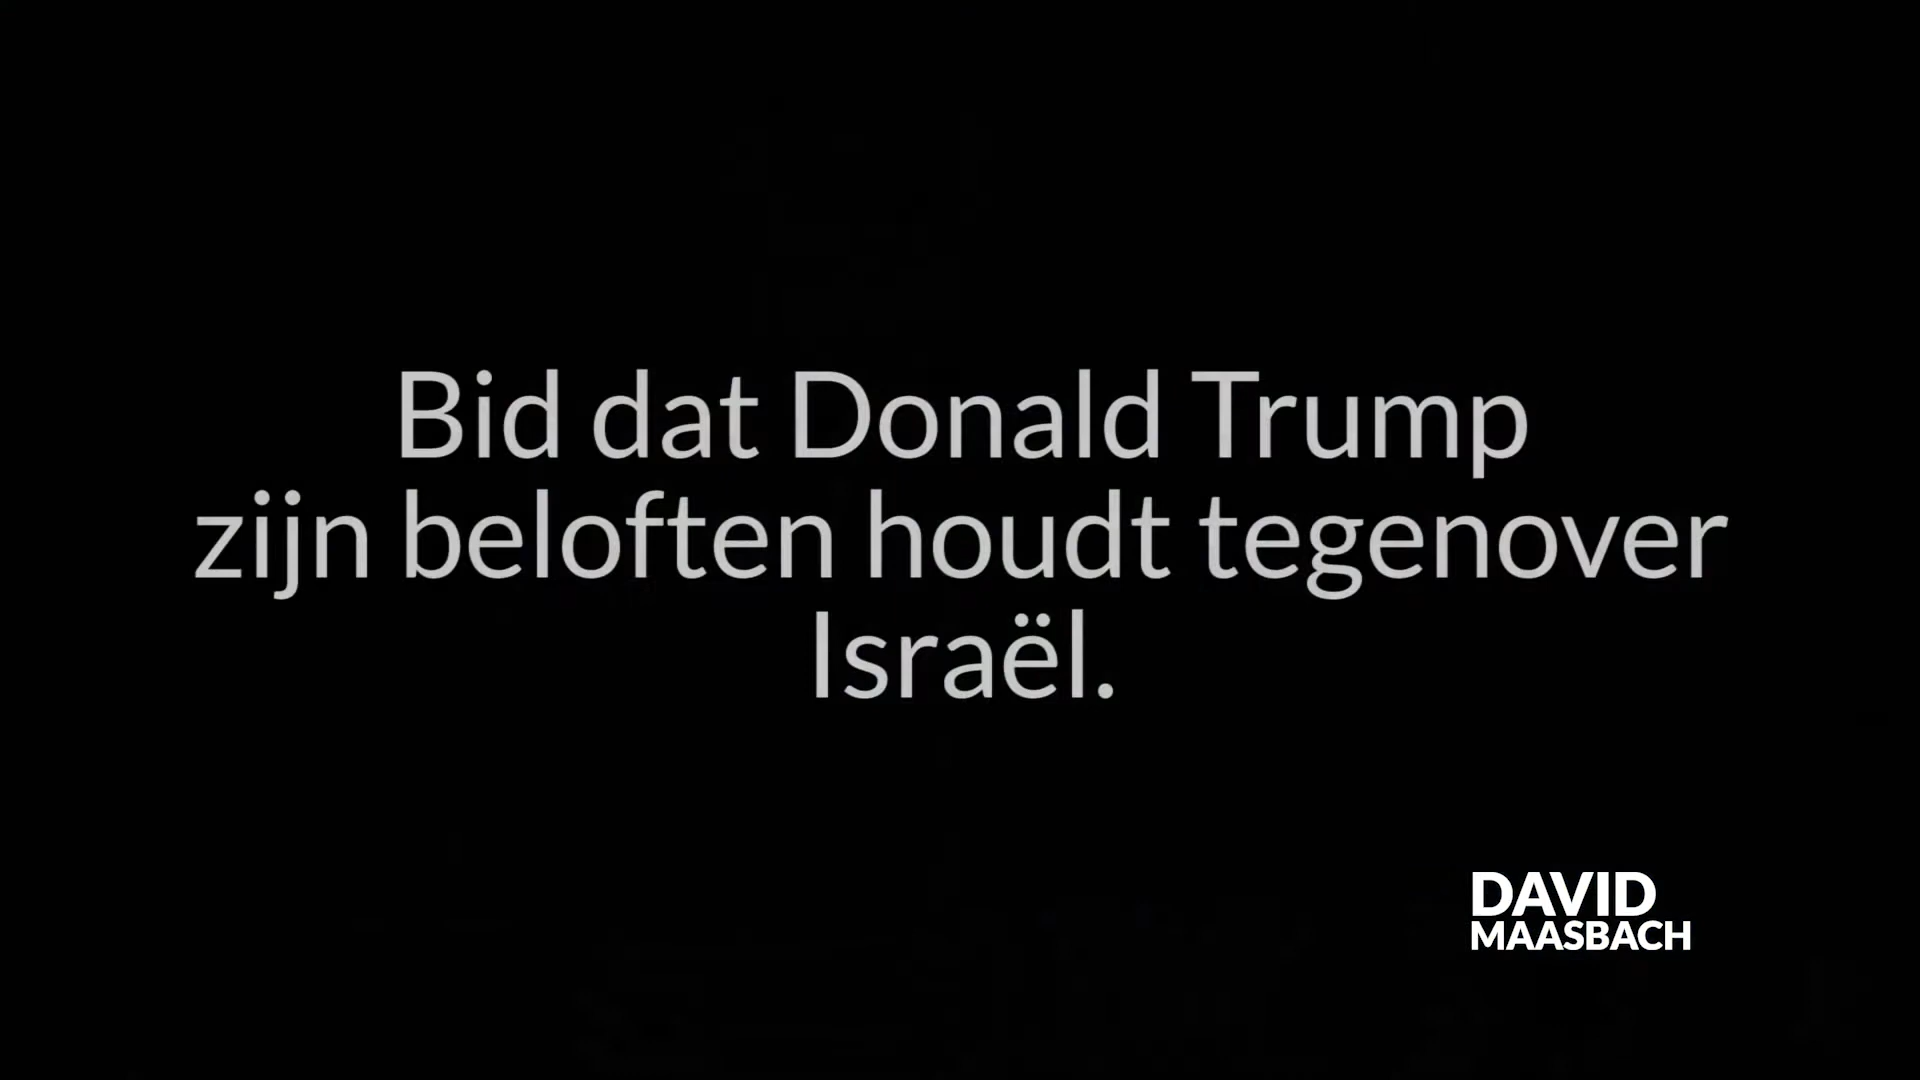 Bid dat Donald Trump
zijn beloften houdt tegenover
Israël.
DAVID
MAASBACH